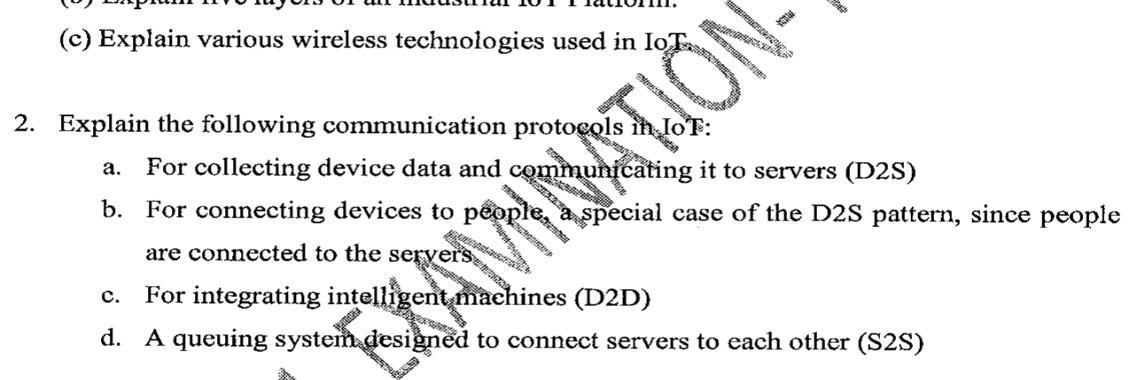 (b) Explain five layers of an Industrial IoT Platform.
(c) Explain various wireless technologies used in IoT.
2. Explain the following communication protocols in IoT:
a. For collecting device data and communicating it to servers (D2S)
b. For connecting devices to people, a special case of the D2S pattern, since people
are connected to the servers
c. For integrating intelligent machines (D2D)
d. A queuing system designed to connect servers to each other (S2S)
EXAMINATION-